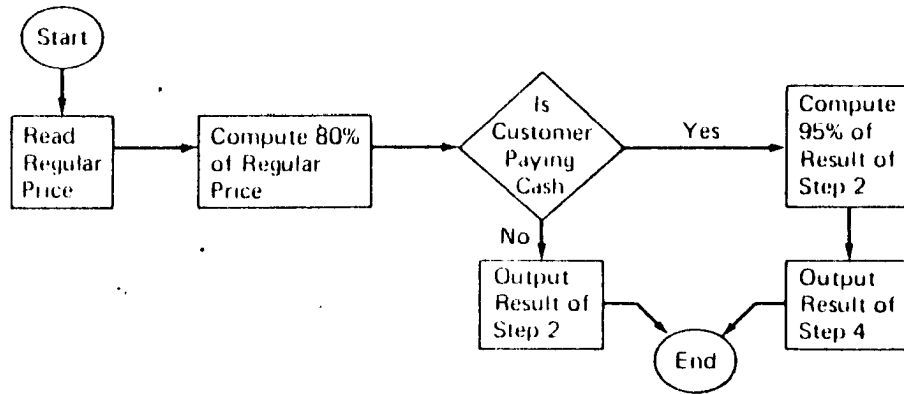 Start
Read
Regular
Price
Compute 80%
of Regular
Price
Is
Customer
Paying
Cash
Yes
Compute
95% of
Result of
Step 2
No
Output
Result of
Step 2
Output
Result of
Step 4
End